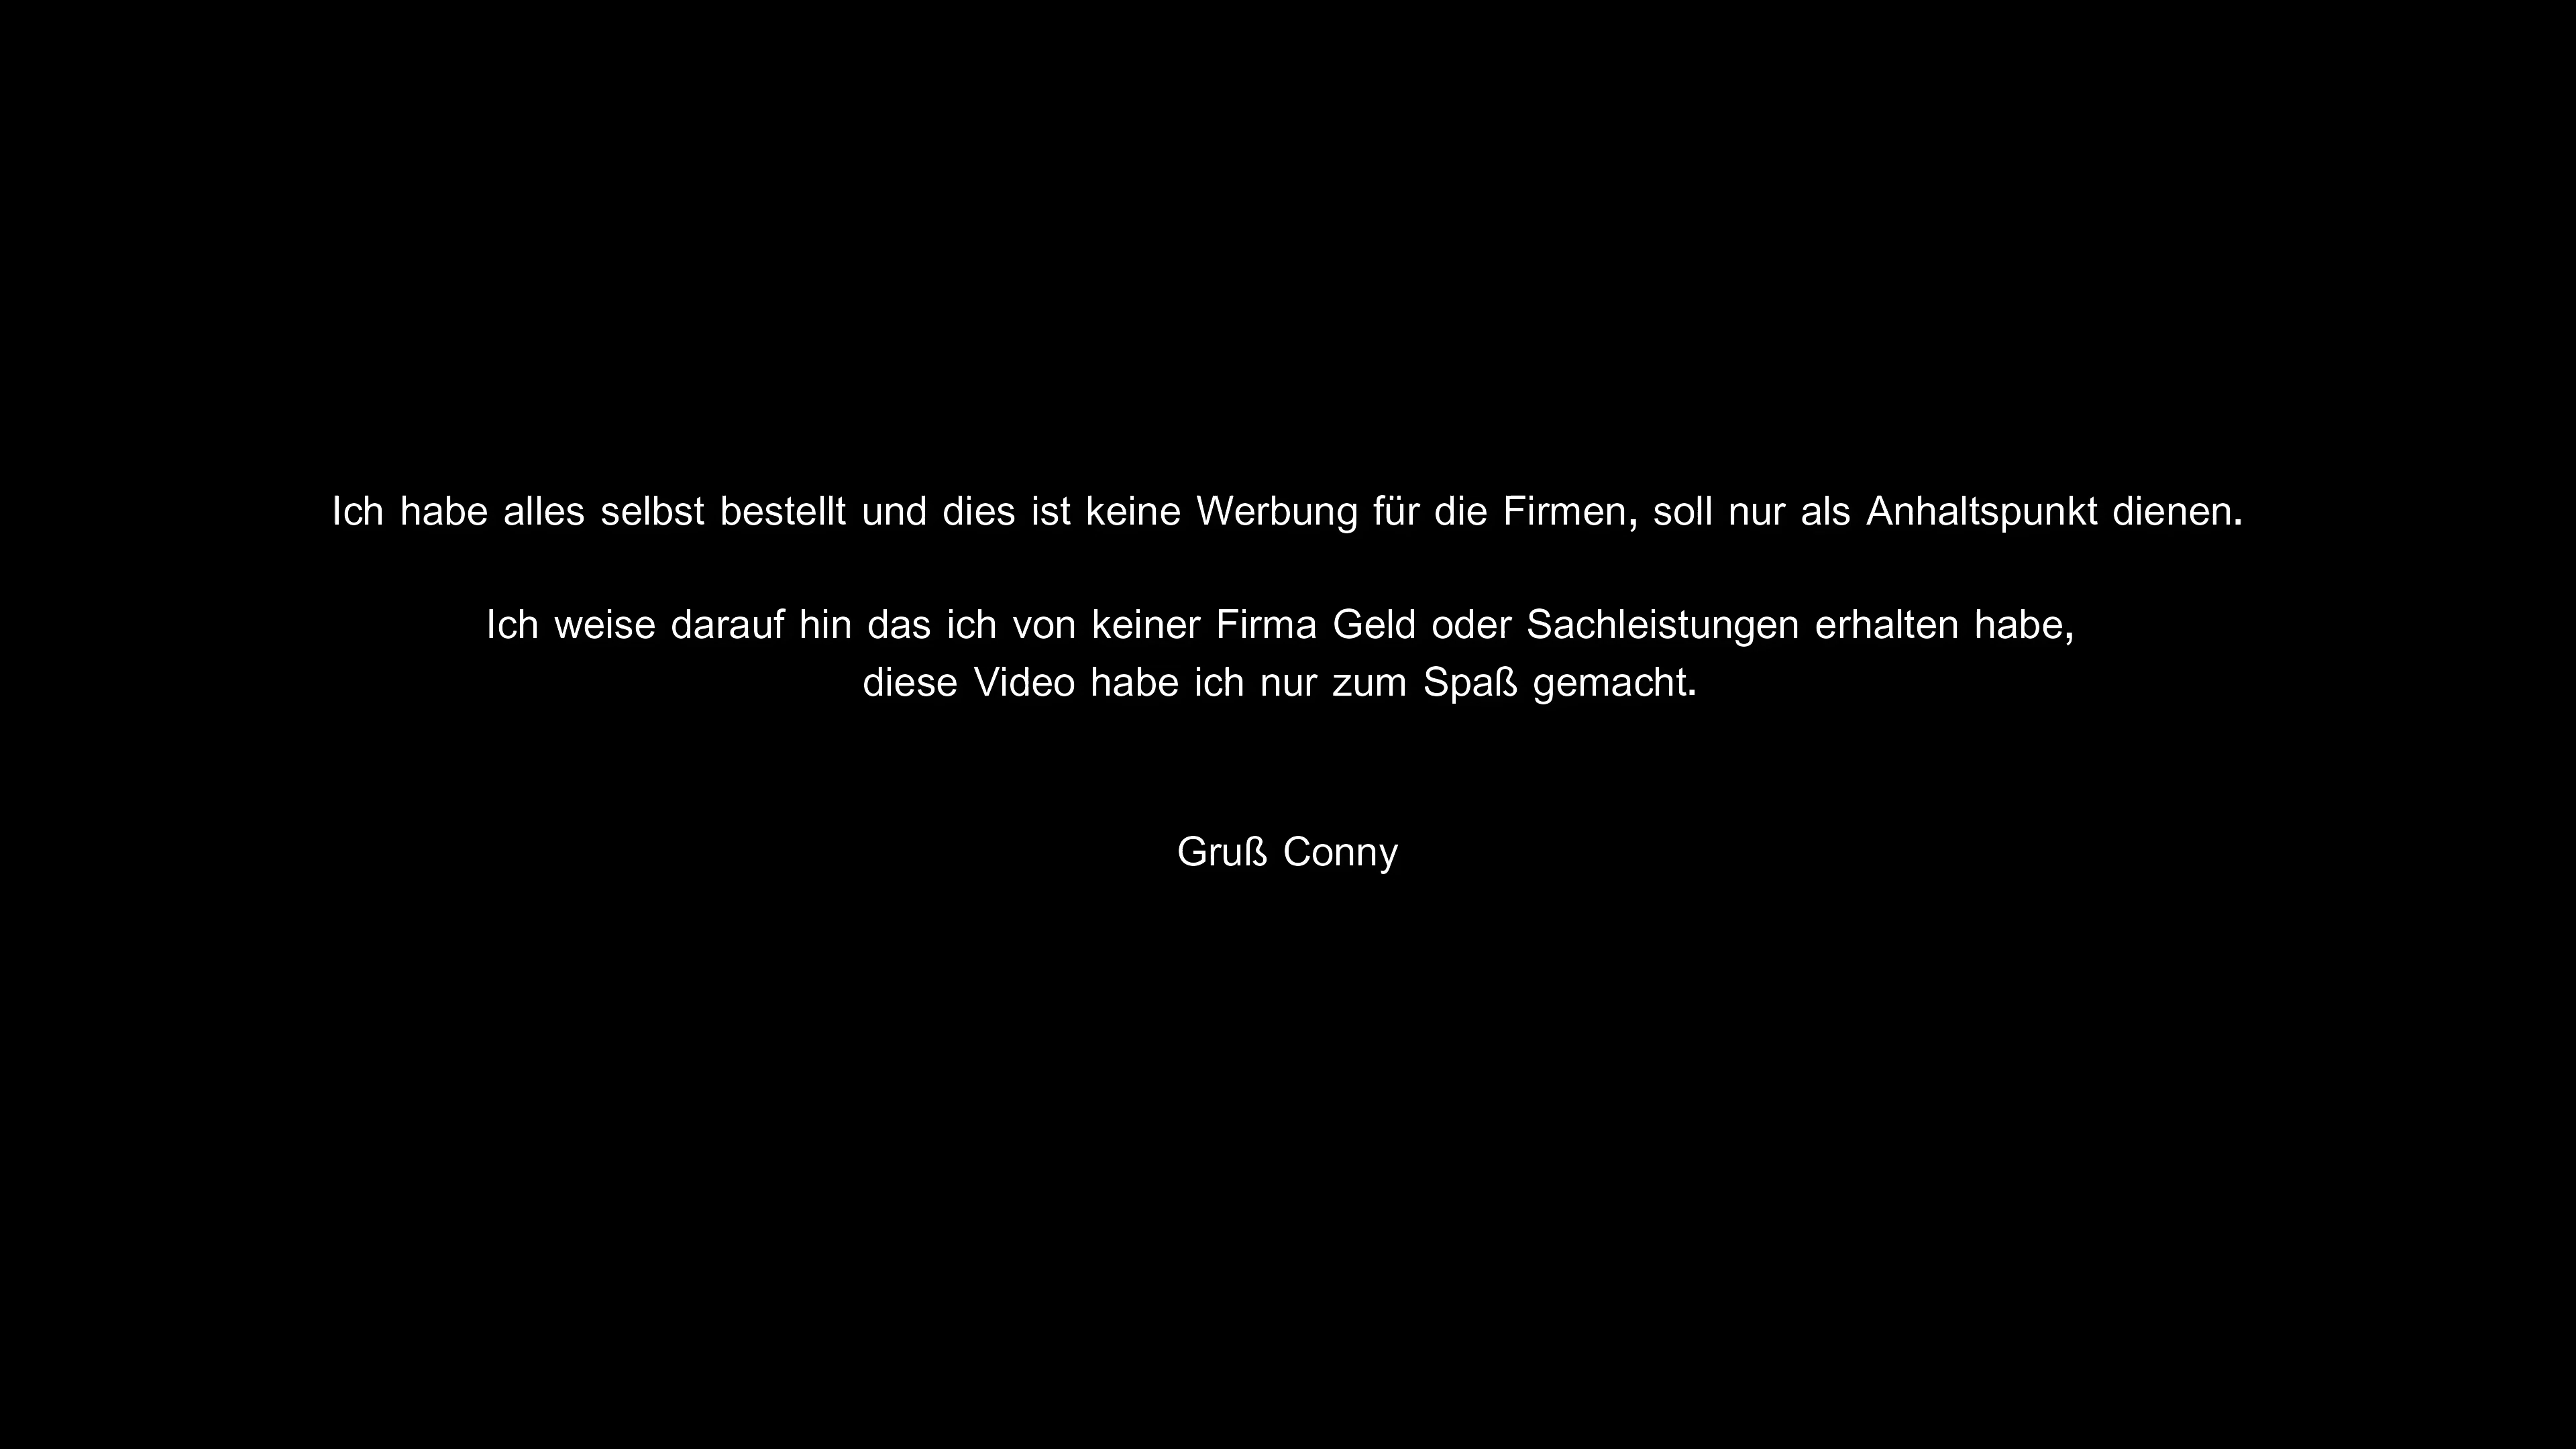 Ich habe alles selbst bestellt und dies ist keine Werbung für die Firmen, soll nur als Anhaltspunkt dienen.
Ich weise darauf hin das ich von keiner Firma Geld oder Sachleistungen erhalten habe,
diese Video habe ich nur zum Spaß gemacht.
Gruß Conny